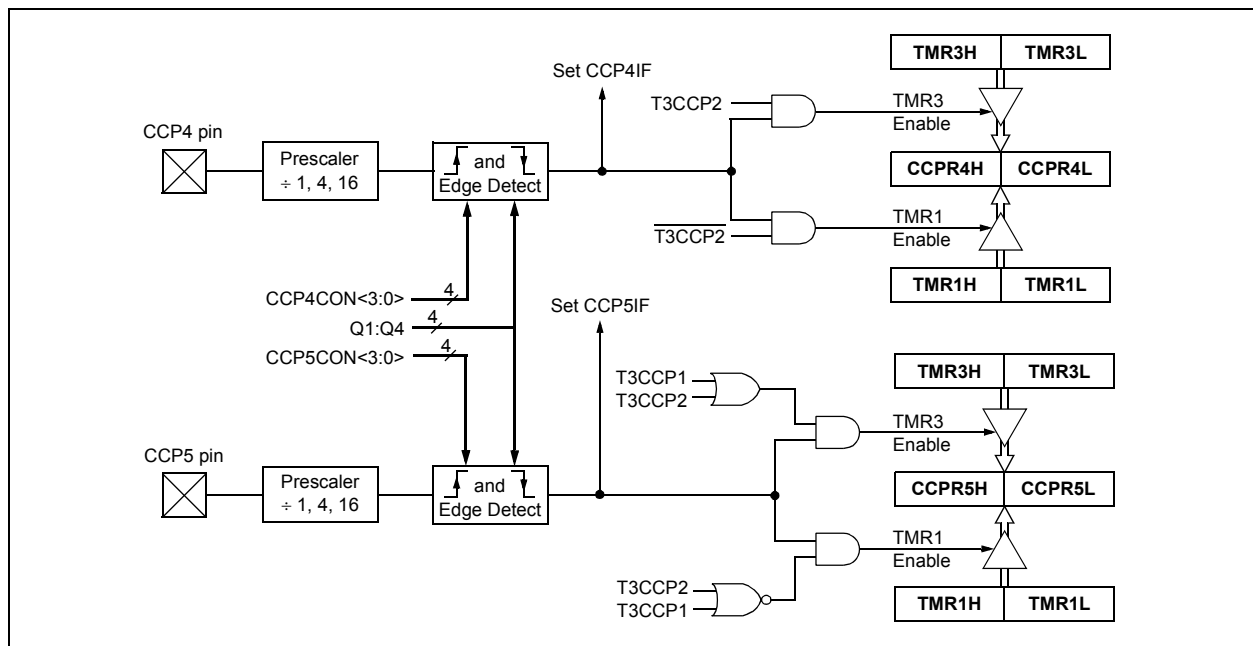 TMR3H TMR3L
Set CCP4IF
T3CCP2
TMR3
Enable
CCP4 pin
Prescaler
÷ 1, 4, 16
and
Edge Detect
CCPR4H CCPR4L
T3CCP2
TMR1
Enable
TMR1H TMR1L
CCP4CON<3:0> 4
Q1:Q4 4
CCP5CON<3:0> 4
Set CCP5IF
TMR3H TMR3L
T3CCP1
T3CCP2
TMR3
Enable
CCP5 pin
Prescaler
÷ 1, 4, 16
and
Edge Detect
CCPR5H CCPR5L
TMR1
Enable
T3CCP2
T3CCP1
TMR1H TMR1L